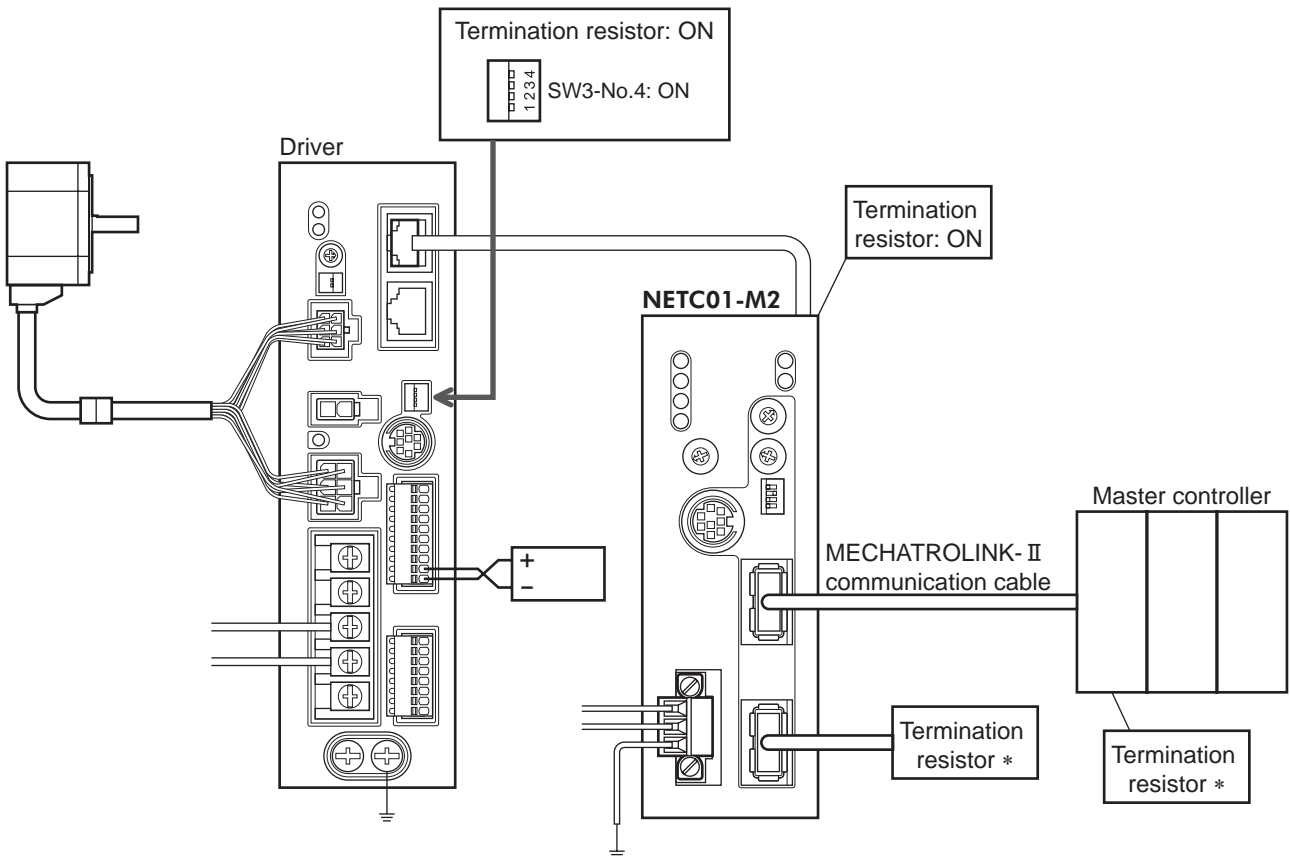 Termination resistor: ON
1234
SW3-No.4: ON
Driver
Termination
resistor: ON
NETC01-M2
Master controller
MECHATROLINK-Ⅱ
communication cable
+
−
Termination
resistor *
Termination
resistor *